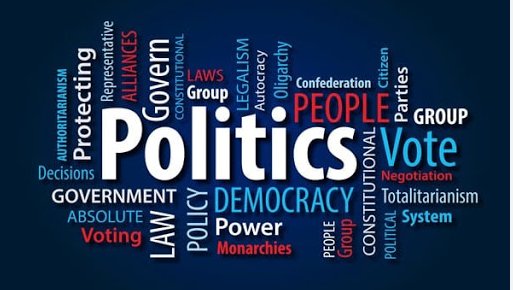 AUTHORITARIANISM
Protecting
Representative
ALLIANCES
Govern
CONSTITUTIONAL
LAWS
Group
LEGALISM
Autocracy
Oligarchy
Confederation
PEOPLE
Citizen
Parties
GROUP
Politics
Vote
Decisions
Negotiation
GOVERNMENT
ABSOLUTE
Voting
LAW
POLICY
DEMOCRACY
Power
Monarchies
PEOPLE
Group
CONSTITUTIONAL
POLITICAL
Totalitarianism
System